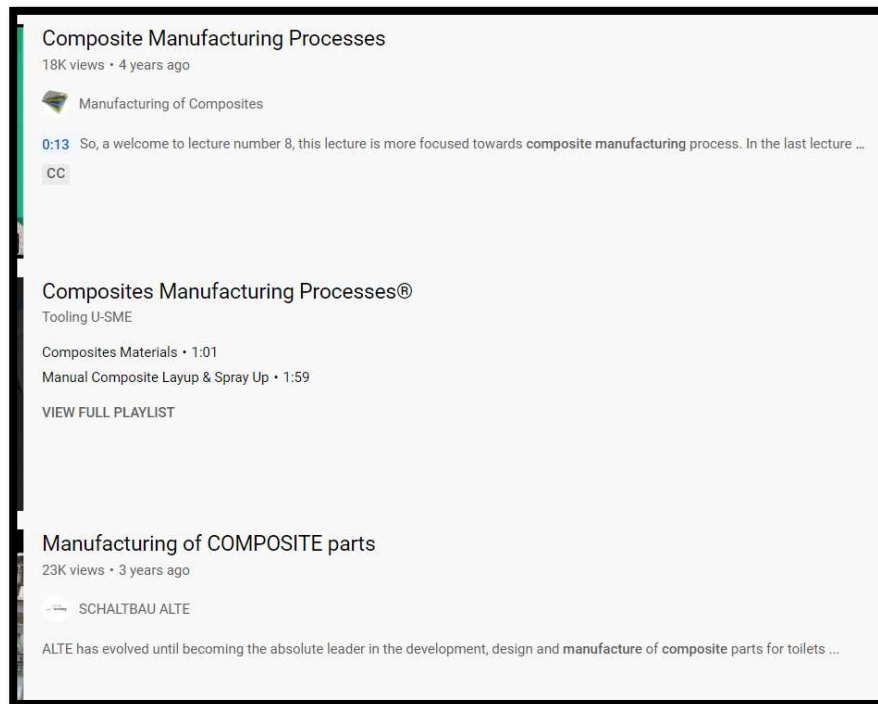 Composite Manufacturing Processes
18K views • 4 years ago
Manufacturing of Composites
0:13 So, a welcome to lecture number 8, this lecture is more focused towards composite manufacturing process. In the last lecture ...
CC
Composites Manufacturing Processes®
Tooling U-SME
Composites Materials • 1:01
Manual Composite Layup & Spray Up • 1:59
VIEW FULL PLAYLIST
Manufacturing of COMPOSITE parts
23K views • 3 years ago
SCHALTBAU ALTE
ALTE has evolved until becoming the absolute leader in the development, design and manufacture of composite parts for toilets ...